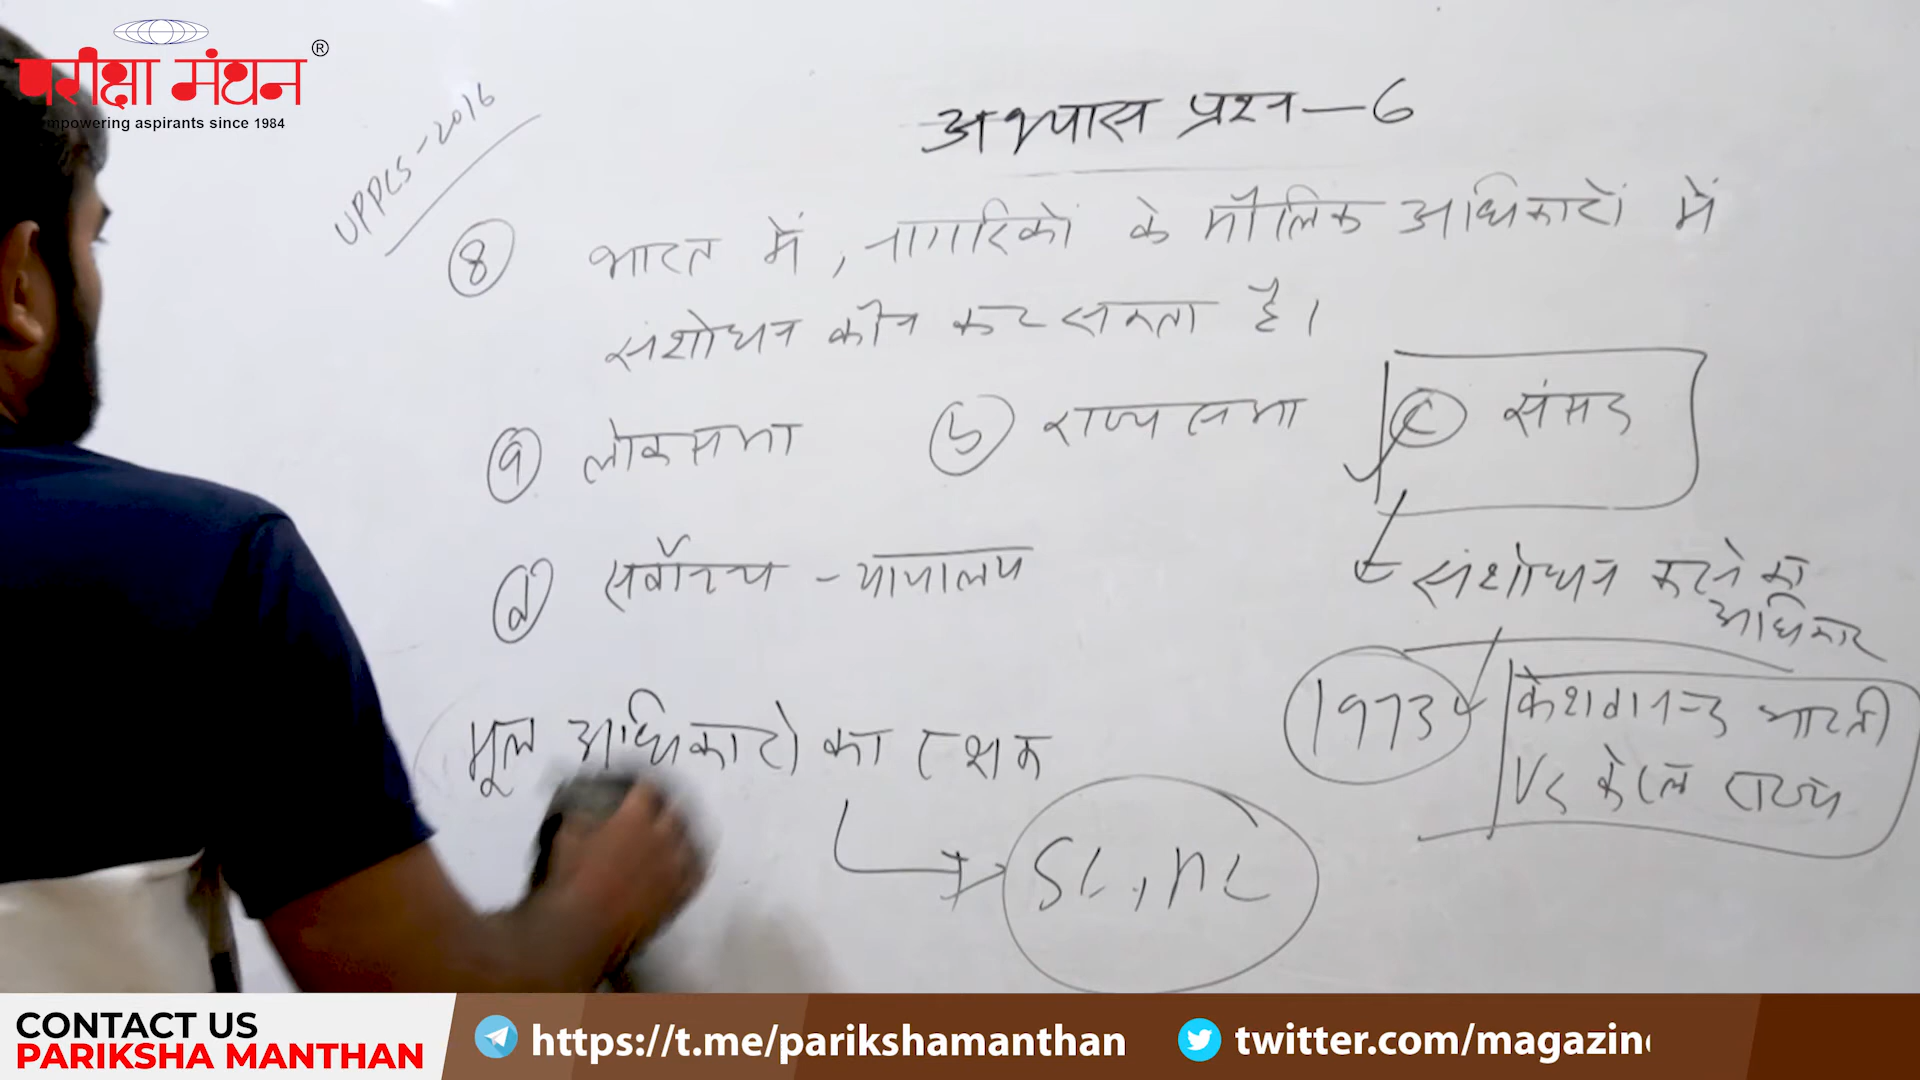 परीक्षा मंथन ®
empowering aspirants since 1984
UPPCS-2016
अभ्यास प्रश्न-6
8 भारत में, नागरिकों के मौलिक अधिकारों में
संशोधन कौन कर सकता है।
a लोकसभा b राज्यसभा c संसद
d सर्वोच्च न्यायालय
संशोधन करने का
अधिकार
1973
केशवानन्द भारती
Vs केरल राज्य
मूल अधिकारों का रक्षक
SC, HC
CONTACT US
PARIKSHA MANTHAN
https://t.me/parikshamanthan
twitter.com/magazine